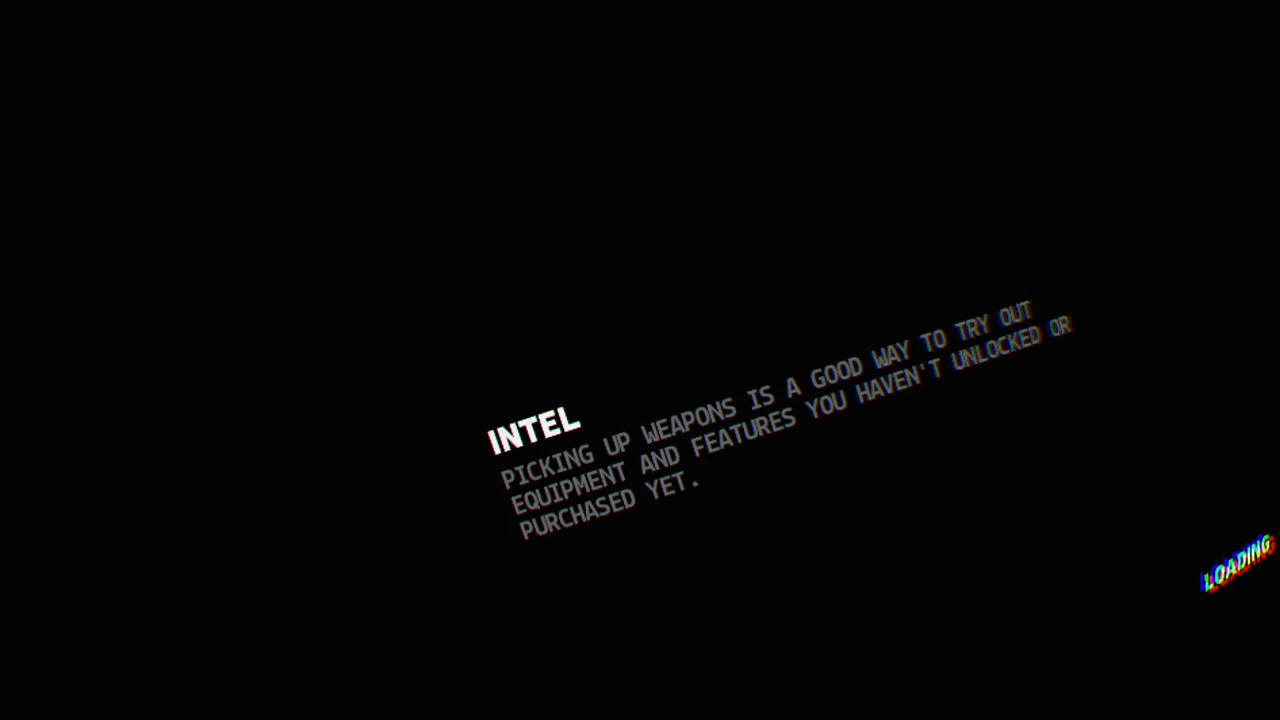 INTEL
PICKING UP WEAPONS IS A GOOD WAY TO TRY OUT
EQUIPMENT AND FEATURES YOU HAVEN'T UNLOCKED OR
PURCHASED YET.
LOADING